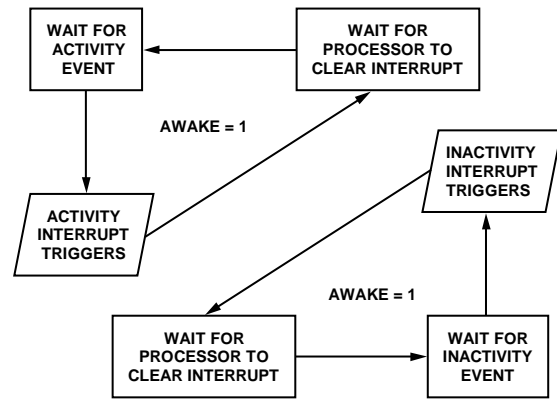 WAIT FOR
ACTIVITY
EVENT
WAIT FOR
PROCESSOR TO
CLEAR INTERRUPT
AWAKE = 1
ACTIVITY
INTERRUPT
TRIGGERS
INACTIVITY
INTERRUPT
TRIGGERS
AWAKE = 1
WAIT FOR
PROCESSOR TO
CLEAR INTERRUPT
WAIT FOR
INACTIVITY
EVENT